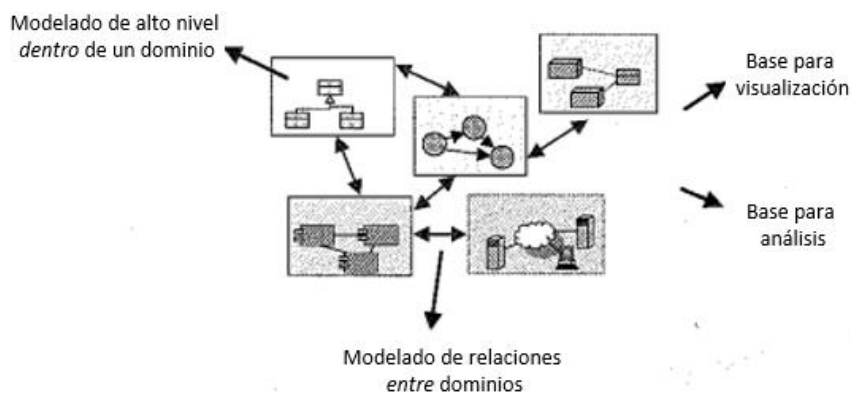 Modelado de alto nivel
dentro de un dominio
Base para
visualización
Base para
análisis
Modelado de relaciones
entre dominios